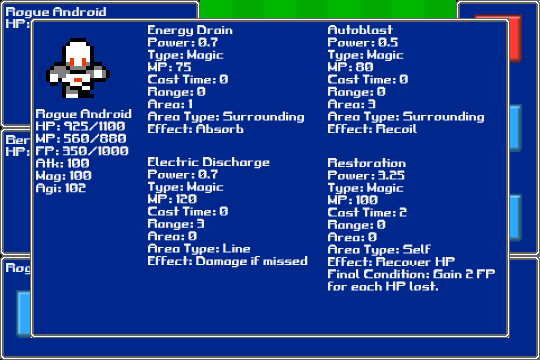 Rogue Android
HP:
Rogue Android
HP: 925/1100
MP: 560/880
FP: 350/1000
Atk: 100
Mag: 100
Agi: 102
Energy Drain
Power: 0.7
Type: Magic
MP: 75
Cast Time: 0
Range: 0
Area: 1
Area Type: Surrounding
Effect: Absorb
Autoblast
Power: 0.5
Type: Magic
MP: 80
Cast Time: 0
Range: 0
Area: 3
Area Type: Surrounding
Effect: Recoil
Electric Discharge
Power: 0.7
Type: Magic
MP: 120
Cast Time: 0
Range: 3
Area: 0
Area Type: Line
Effect: Damage if missed
Restoration
Power: 3.25
Type: Magic
MP: 100
Cast Time: 2
Range: 0
Area: 0
Area Type: Self
Effect: Recover HP
Final Condition: Gain 2 FP
for each HP lost.
Ber
HP:
Rog